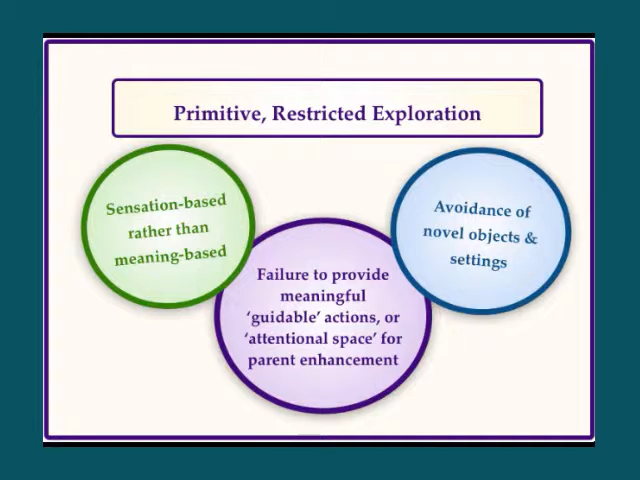 Primitive, Restricted Exploration
Sensation-based
rather than
meaning-based
Failure to provide
meaningful
‘guidable’ actions, or
‘attentional space’ for
parent enhancement
Avoidance of
novel objects &
settings